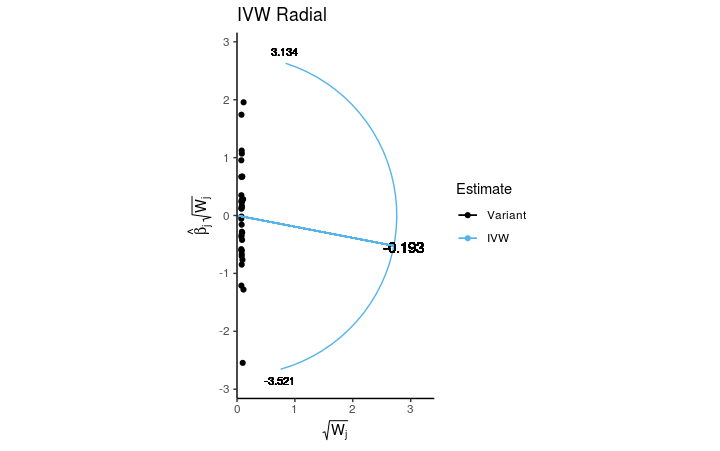 IVW Radial
3
2
1
0
-1
-2
-3
β̂j√Wj
3.134
-0.193
-3.521
0
1
2
3
√Wj
Estimate
Variant
IVW